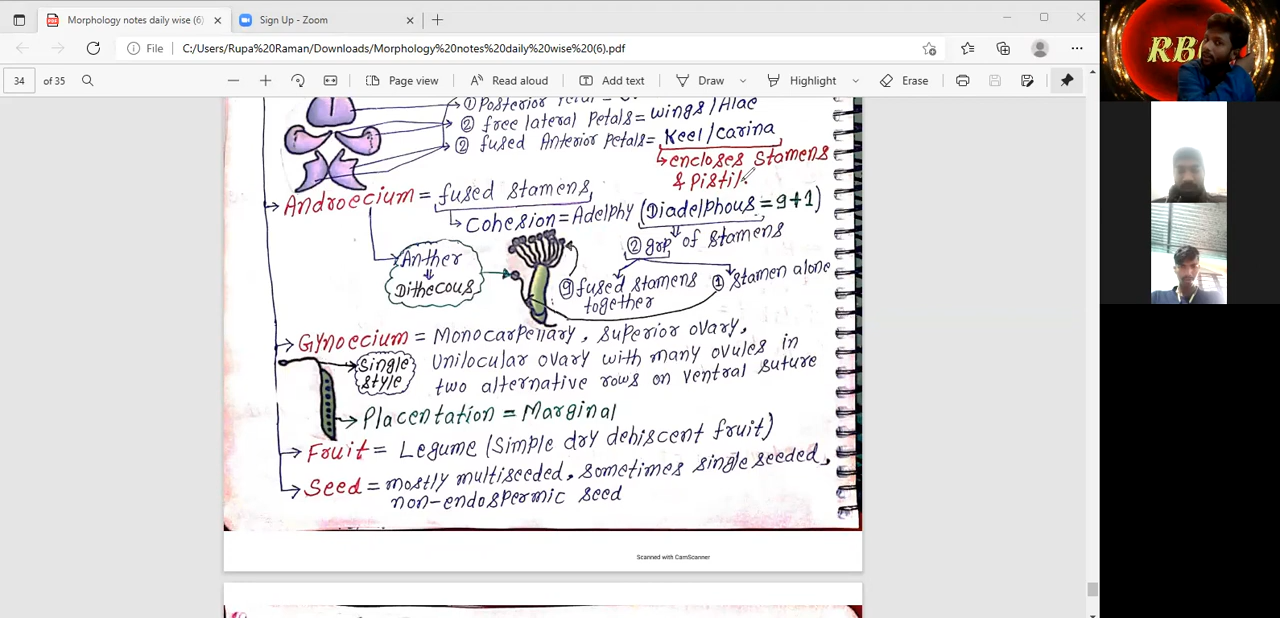 Morphology notes daily wise (6)
Sign Up - Zoom
File
C:/Users/Rupa%20Raman/Downloads/Morphology%20notes%20daily%20wise%20(6).pdf
34 of 35
Page view
Read aloud
Add text
Draw
Highlight
Erase
RB
① Posterior
② free lateral Petals = wings/Alae
② fused Anterior Petals = Keel/Carina
encloses Stamens
& Pistil
Androecium = fused stamens
Cohesion = Adelphy (Diadelphous = 9+1)
② grp of stamens
Anther
Dithecous
⑨ fused stamens
together
① stamen alone
Gynoecium = Monocarpellary, superior ovary,
Unilocular ovary with many ovules in
two alternative rows on ventral suture
Single
style
Placentation = Marginal
Fruit = Legume (Simple dry dehiscent fruit)
Seed = mostly multiseeded, sometimes single seeded,
non-endospermic seed
Scanned with CamScanner